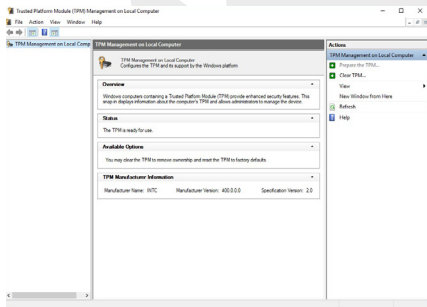 Trusted Platform Module (TPM) Management on Local Computer
File Action View Window Help
TPM Management on Local Comp
TPM Management on Local Computer
TPM Management on Local Computer
Configures the TPM and its support by the Windows platform
Overview
Windows computers containing a Trusted Platform Module (TPM) provide enhanced security features. This
snap-in displays information about the computer's TPM and allows administrators to manage the device.
Status
The TPM is ready for use.
Available Options
You may clear the TPM to remove ownership and reset the TPM to factory defaults.
TPM Manufacturer Information
Manufacturer Name: INTC Manufacturer Version: 400.0.0.0 Specification Version: 2.0
Actions
TPM Management on Local Computer
Prepare the TPM...
Clear TPM...
View
New Window from Here
Refresh
Help